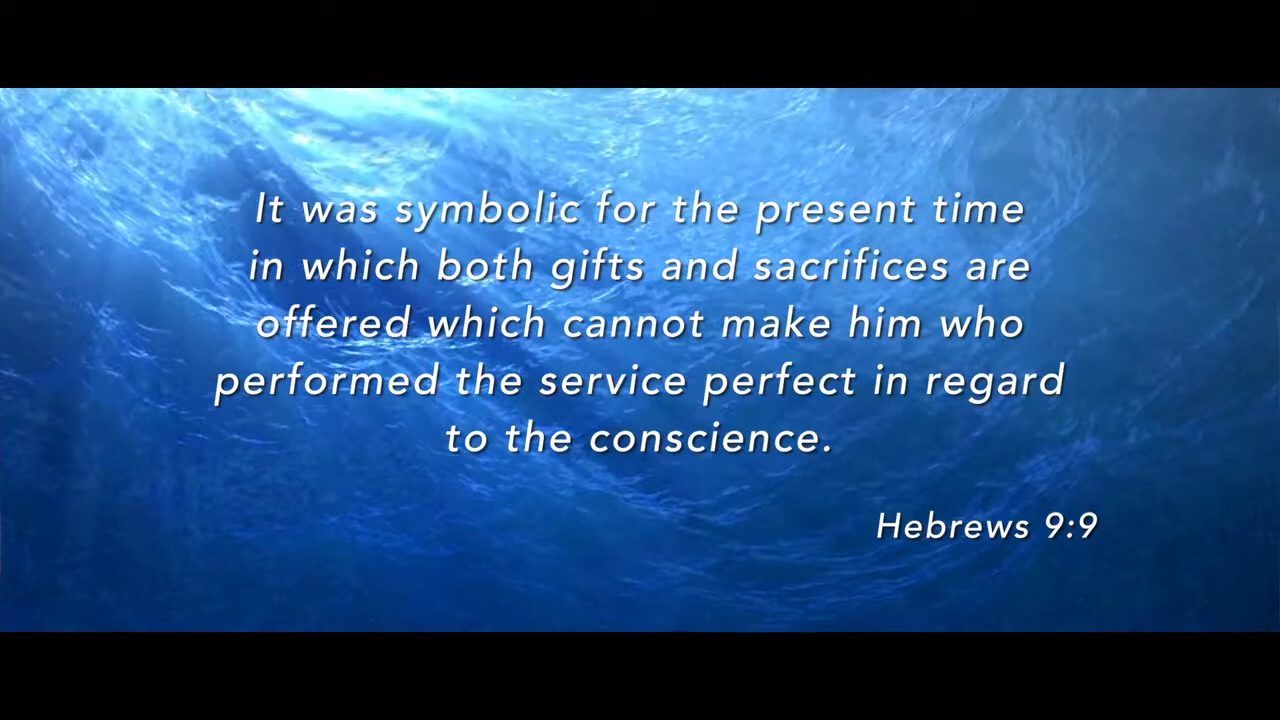 It was symbolic for the present time
in which both gifts and sacrifices are
offered which cannot make him who
performed the service perfect in regard
to the conscience.
Hebrews 9:9